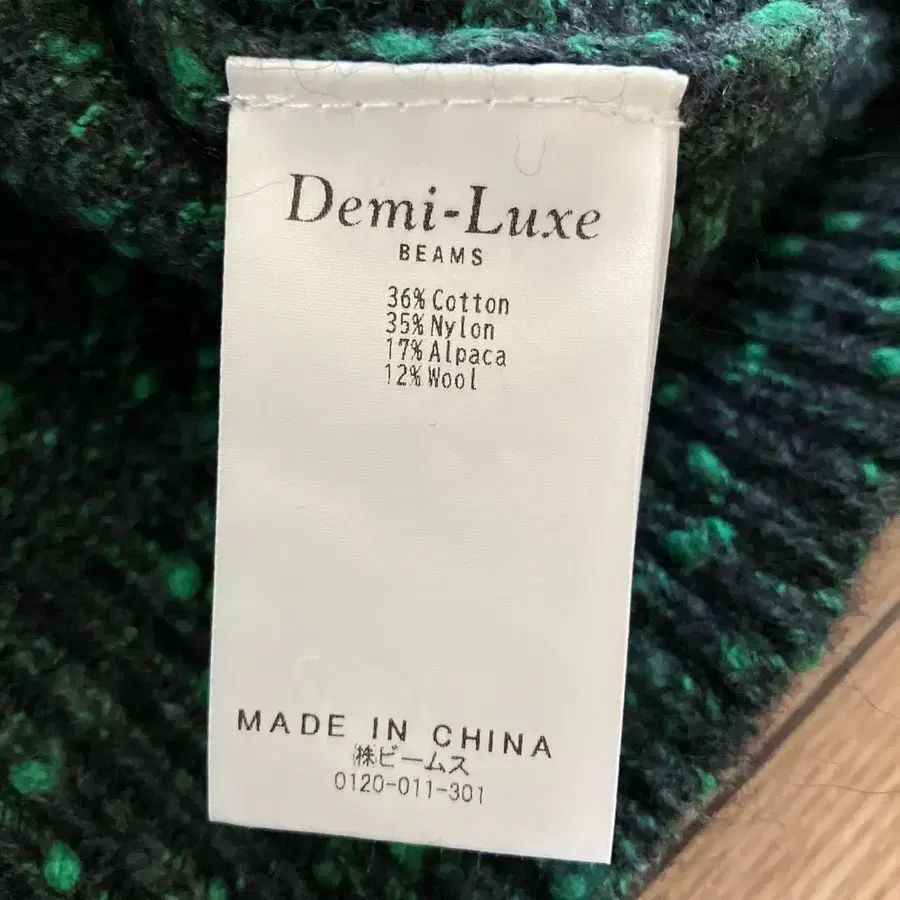 Demi-Luxe
BEAMS
36% Cotton
35% Nylon
17% Alpaca
12% Wool
MADE IN CHINA
㈱ビームス
0120-011-301